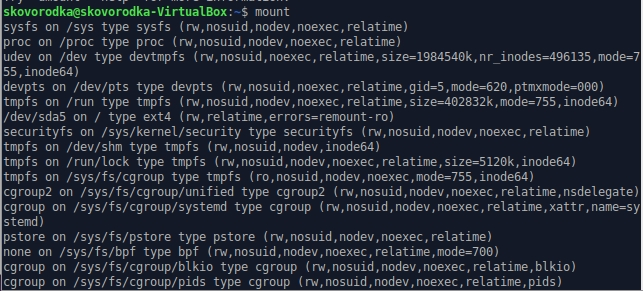 skovorodka@skovorodka-VirtualBox:~$ mount
sysfs on /sys type sysfs (rw,nosuid,nodev,noexec,relatime)
proc on /proc type proc (rw,nosuid,nodev,noexec,relatime)
udev on /dev type devtmpfs (rw,nosuid,noexec,relatime,size=1984540k,nr_inodes=496135,mode=7
55,inode64)
devpts on /dev/pts type devpts (rw,nosuid,noexec,relatime,gid=5,mode=620,ptmxmode=000)
tmpfs on /run type tmpfs (rw,nosuid,nodev,noexec,relatime,size=402832k,mode=755,inode64)
/dev/sda5 on / type ext4 (rw,relatime,errors=remount-ro)
securityfs on /sys/kernel/security type securityfs (rw,nosuid,nodev,noexec,relatime)
tmpfs on /dev/shm type tmpfs (rw,nosuid,nodev,inode64)
tmpfs on /run/lock type tmpfs (rw,nosuid,nodev,noexec,relatime,size=5120k,inode64)
tmpfs on /sys/fs/cgroup type tmpfs (ro,nosuid,nodev,noexec,mode=755,inode64)
cgroup2 on /sys/fs/cgroup/unified type cgroup2 (rw,nosuid,nodev,noexec,relatime,nsdelegate)
cgroup on /sys/fs/cgroup/systemd type cgroup (rw,nosuid,nodev,noexec,relatime,xattr,name=sy
stemd)
pstore on /sys/fs/pstore type pstore (rw,nosuid,nodev,noexec,relatime)
none on /sys/fs/bpf type bpf (rw,nosuid,nodev,noexec,relatime,mode=700)
cgroup on /sys/fs/cgroup/blkio type cgroup (rw,nosuid,nodev,noexec,relatime,blkio)
cgroup on /sys/fs/cgroup/pids type cgroup (rw,nosuid,nodev,noexec,relatime,pids)